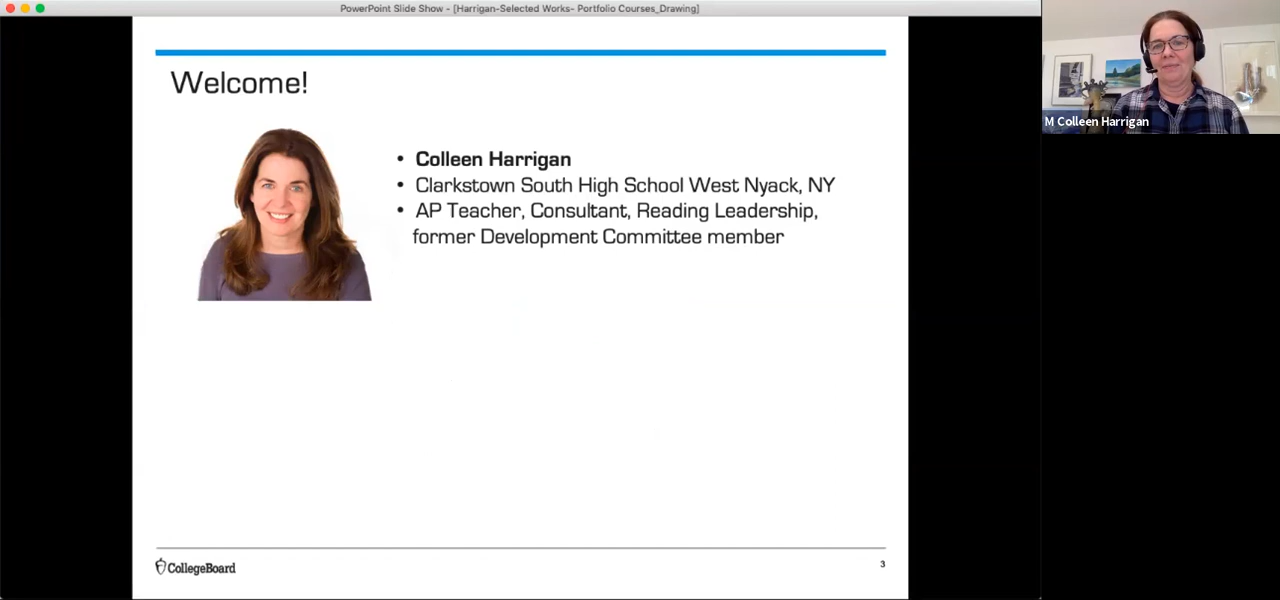 PowerPoint Slide Show - [Harrigan-Selected Works- Portfolio Courses_Drawing]
Welcome!
• Colleen Harrigan
• Clarkstown South High School West Nyack, NY
• AP Teacher, Consultant, Reading Leadership,
former Development Committee member
CollegeBoard
3
M Colleen Harrigan